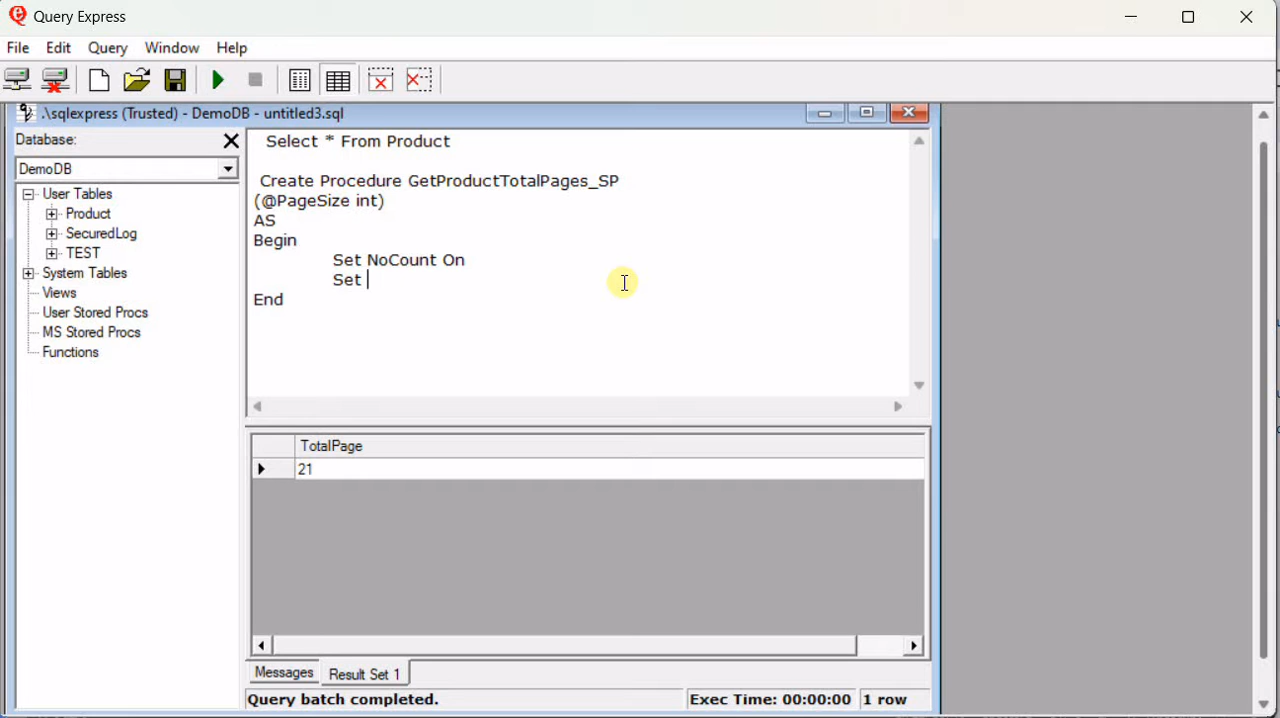 Query Express
File Edit Query Window Help
.\sqlexpress (Trusted) - DemoDB - untitled3.sql
Database:
DemoDB
User Tables
Product
SecuredLog
TEST
System Tables
Views
User Stored Procs
MS Stored Procs
Functions
Select * From Product
Create Procedure GetProductTotalPages_SP
(@PageSize int)
AS
Begin
Set NoCount On
Set
End
TotalPage
21
Messages Result Set 1
Query batch completed. Exec Time: 00:00:00 1 row